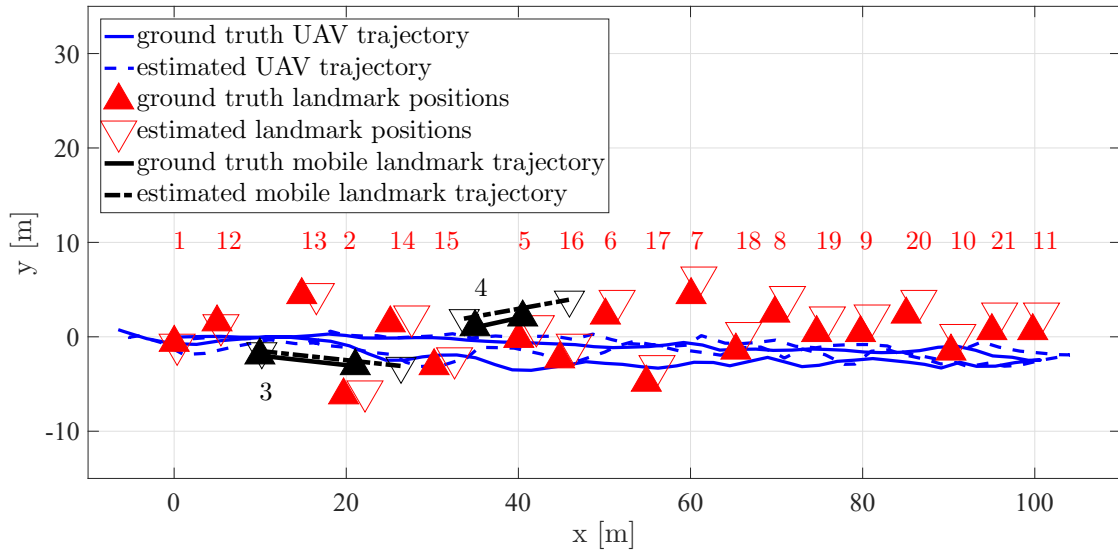 ground truth UAV trajectory
estimated UAV trajectory
ground truth landmark positions
estimated landmark positions
ground truth mobile landmark trajectory
estimated mobile landmark trajectory
30
20
10
0
-10
y [m]
1 12 13 2 14 15 5 16 6 17 7 18 8 19 9 20 10 21 11
4
3
0 20 40 60 80 100
x [m]